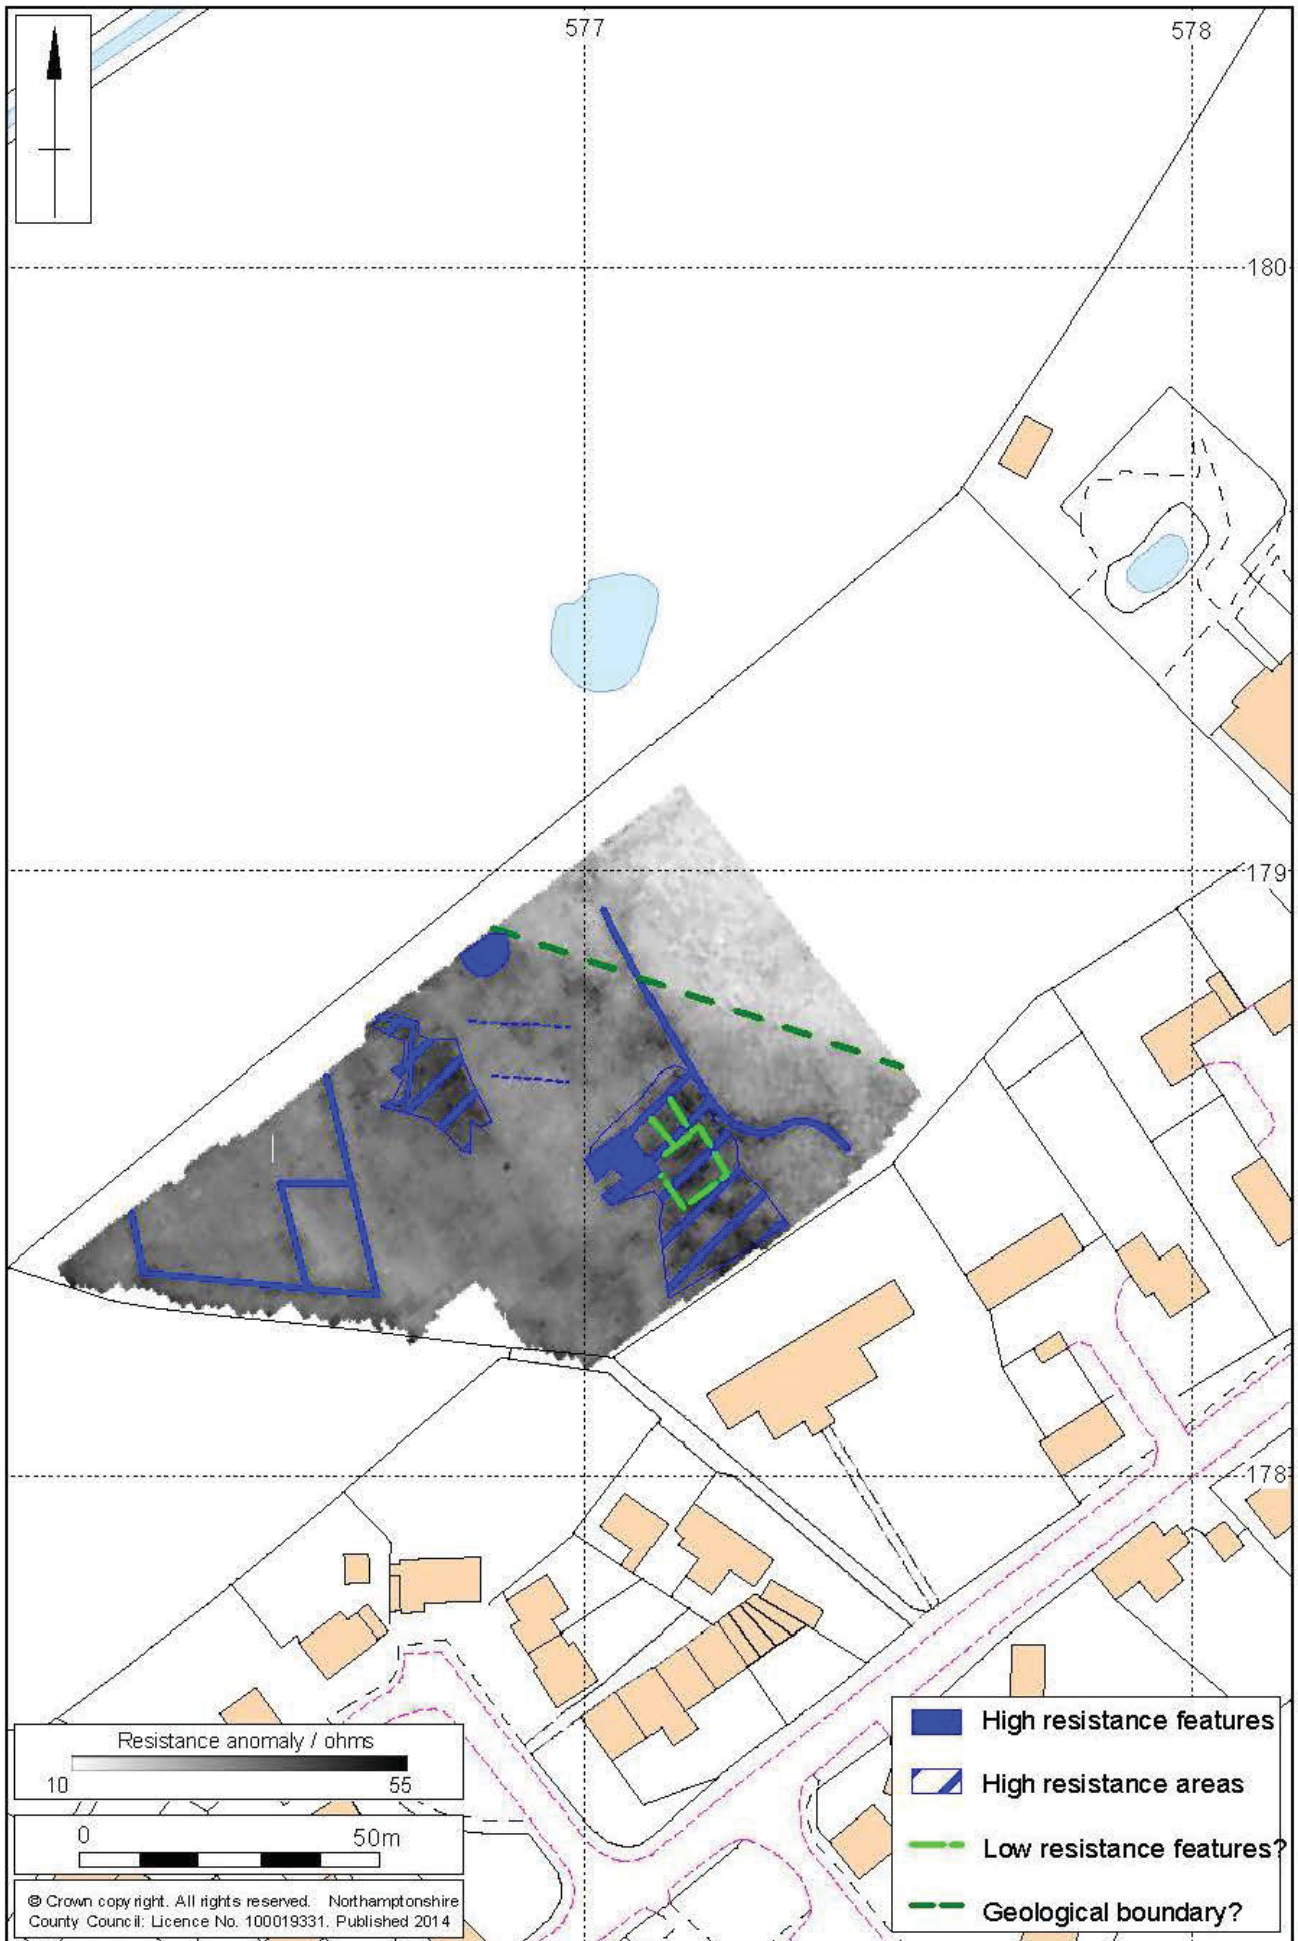 577
578
180
179
178
Resistance anomaly / ohms
10 55
0 50m
© Crown copyright. All rights reserved. Northamptonshire
County Council: Licence No. 100019331. Published 2014
High resistance features
High resistance areas
Low resistance features?
Geological boundary?